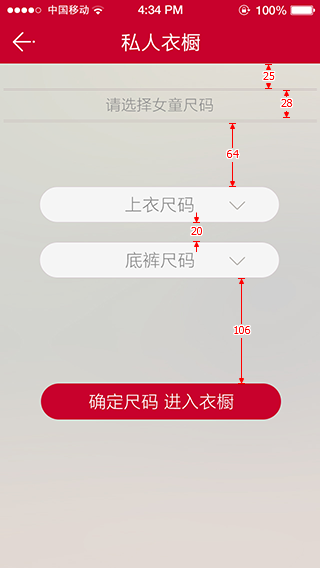 中国移动 4:34 PM 100%
私人衣橱
25
请选择女童尺码
28
64
上衣尺码
20
底裤尺码
106
确定尺码 进入衣橱